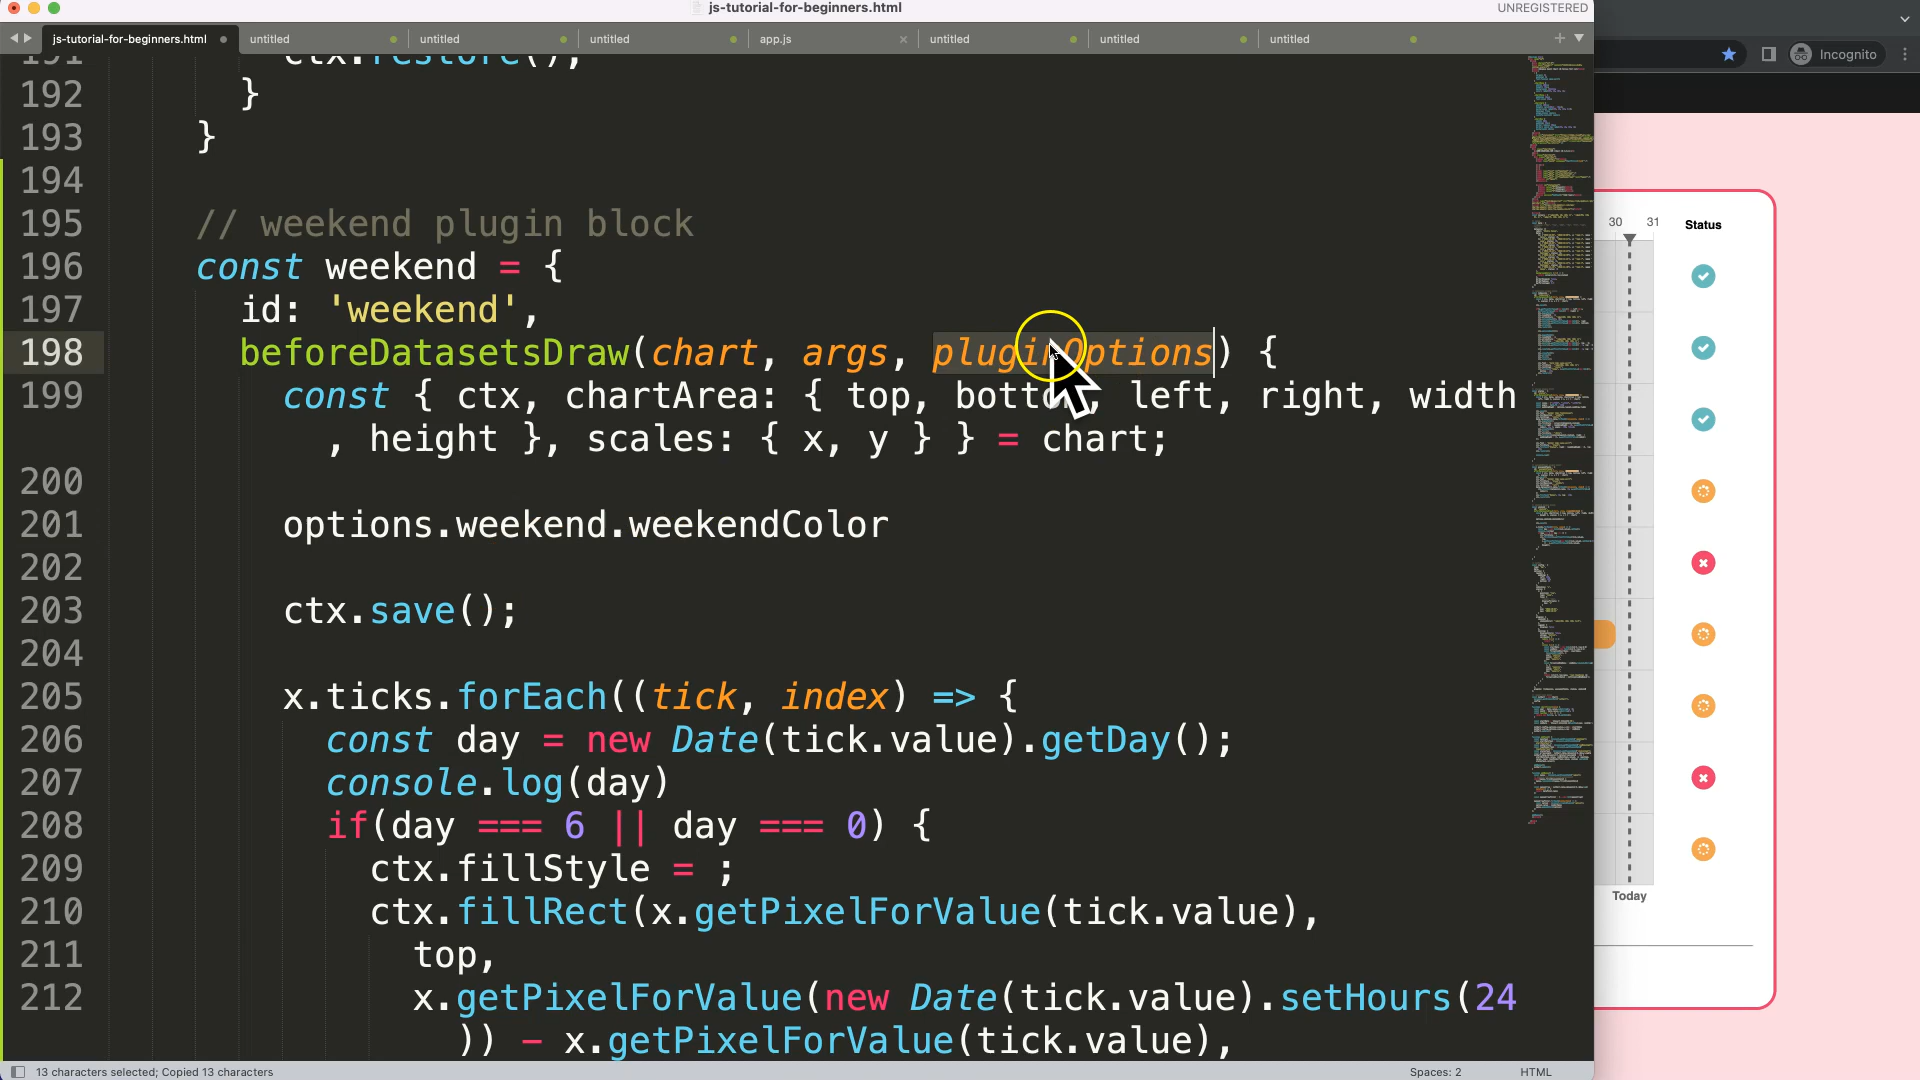 js-tutorial-for-beginners.html
UNREGISTERED
js-tutorial-for-beginners.html untitled untitled untitled app.js untitled untitled untitled
Incognito
191 ctx.restore();
192 }
193 }
194
195 // weekend plugin block
196 const weekend = {
197 id: 'weekend',
198 beforeDatasetsDraw(chart, args, pluginOptions) {
199 const { ctx, chartArea: { top, bottom, left, right, width
, height }, scales: { x, y } } = chart;
200
201 options.weekend.weekendColor
202
203 ctx.save();
204
205 x.ticks.forEach((tick, index) => {
206 const day = new Date(tick.value).getDay();
207 console.log(day)
208 if(day === 6 || day === 0) {
209 ctx.fillStyle = ;
210 ctx.fillRect(x.getPixelForValue(tick.value),
211 top,
212 x.getPixelForValue(new Date(tick.value).setHours(24
)) - x.getPixelForValue(tick.value),
30 31 Status
Today
13 characters selected; Copied 13 characters
Spaces: 2
HTML